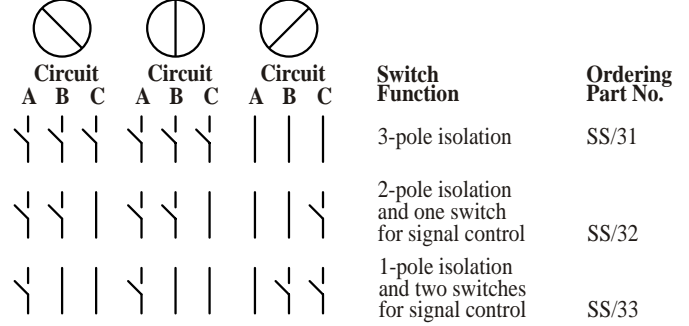 Circuit Circuit Circuit Switch Ordering
A B C A B C A B C Function Part No.
3-pole isolation SS/31
2-pole isolation
and one switch
for signal control SS/32
1-pole isolation
and two switches
for signal control SS/33